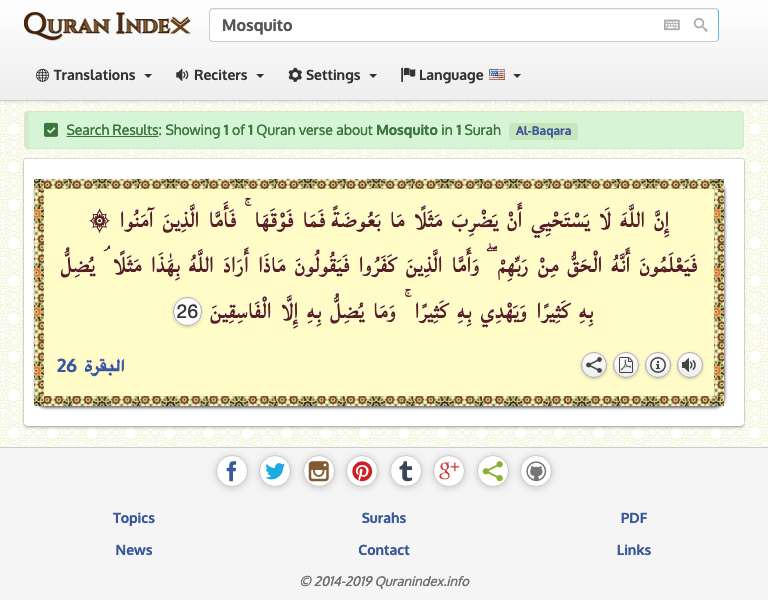 QURAN INDEX
Mosquito
Translations Reciters Settings Language
Search Results: Showing 1 of 1 Quran verse about Mosquito in 1 Surah Al-Baqara
إِنَّ اللَّهَ لَا يَسْتَحْيِي أَنْ يَضْرِبَ مَثَلًا مَا بَعُوضَةً فَمَا فَوْقَهَا ۚ فَأَمَّا الَّذِينَ آمَنُوا ۞
فَيَعْلَمُونَ أَنَّهُ الْحَقُّ مِنْ رَبِّهِمْ ۖ وَأَمَّا الَّذِينَ كَفَرُوا فَيَقُولُونَ مَاذَا أَرَادَ اللَّهُ بِهَٰذَا مَثَلًا ۘ يُضِلُّ
بِهِ كَثِيرًا وَيَهْدِي بِهِ كَثِيرًا ۚ وَمَا يُضِلُّ بِهِ إِلَّا الْفَاسِقِينَ 26
البقرة 26
Topics Surahs PDF
News Contact Links
© 2014-2019 Quranindex.info